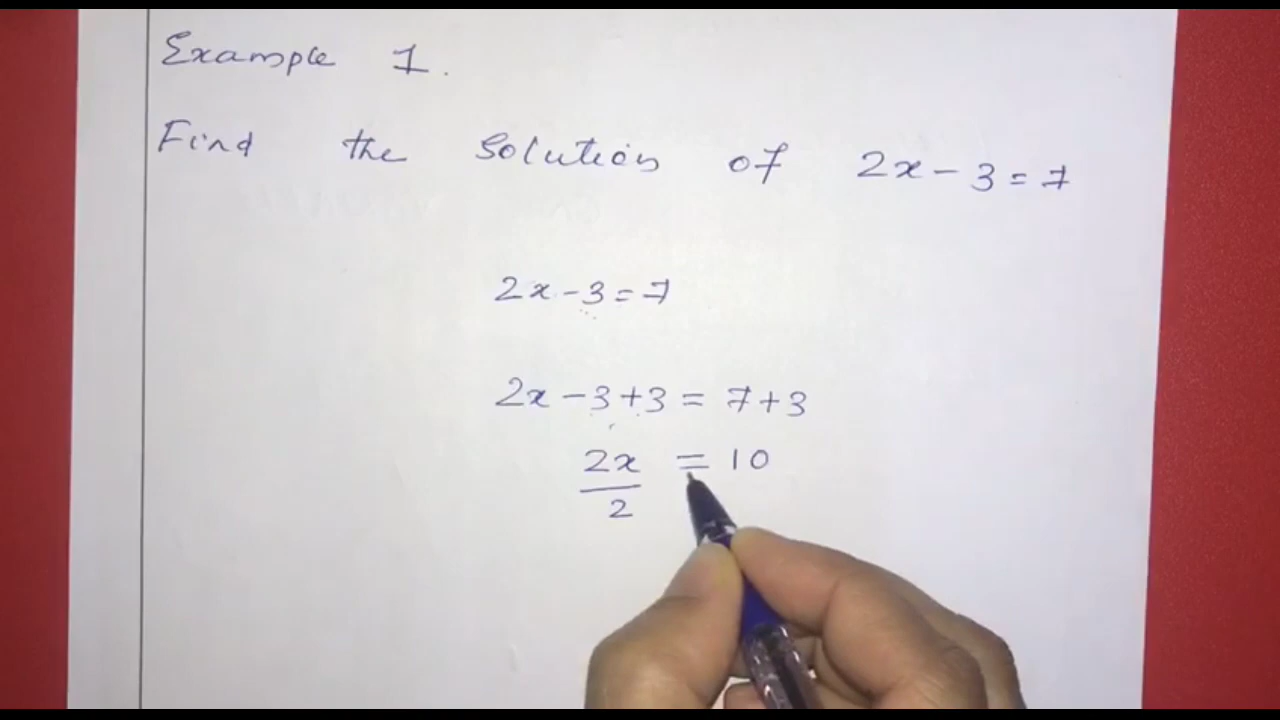 Example 1.
Find the solution of 2x - 3 = 7
2x - 3 = 7
2x - 3 + 3 = 7 + 3
2x = 10
2